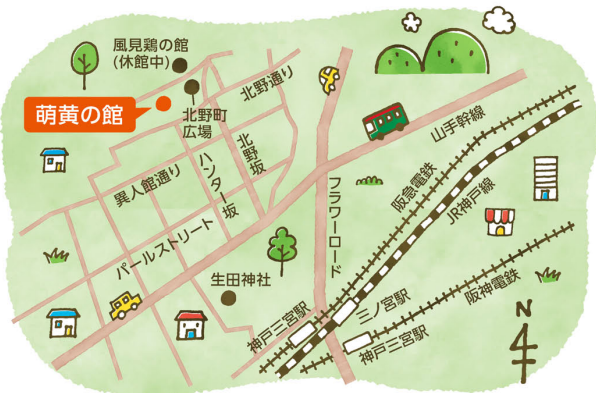 風見鶏の館
(休館中)
萌黄の館
北野町
広場
北野通り
北野坂
ハンター坂
異人館通り
パールストリート
生田神社
フラワーロード
山手幹線
阪急電鉄
JR神戸線
阪神電鉄
神戸三宮駅
三ノ宮駅
神戸三宮駅
N